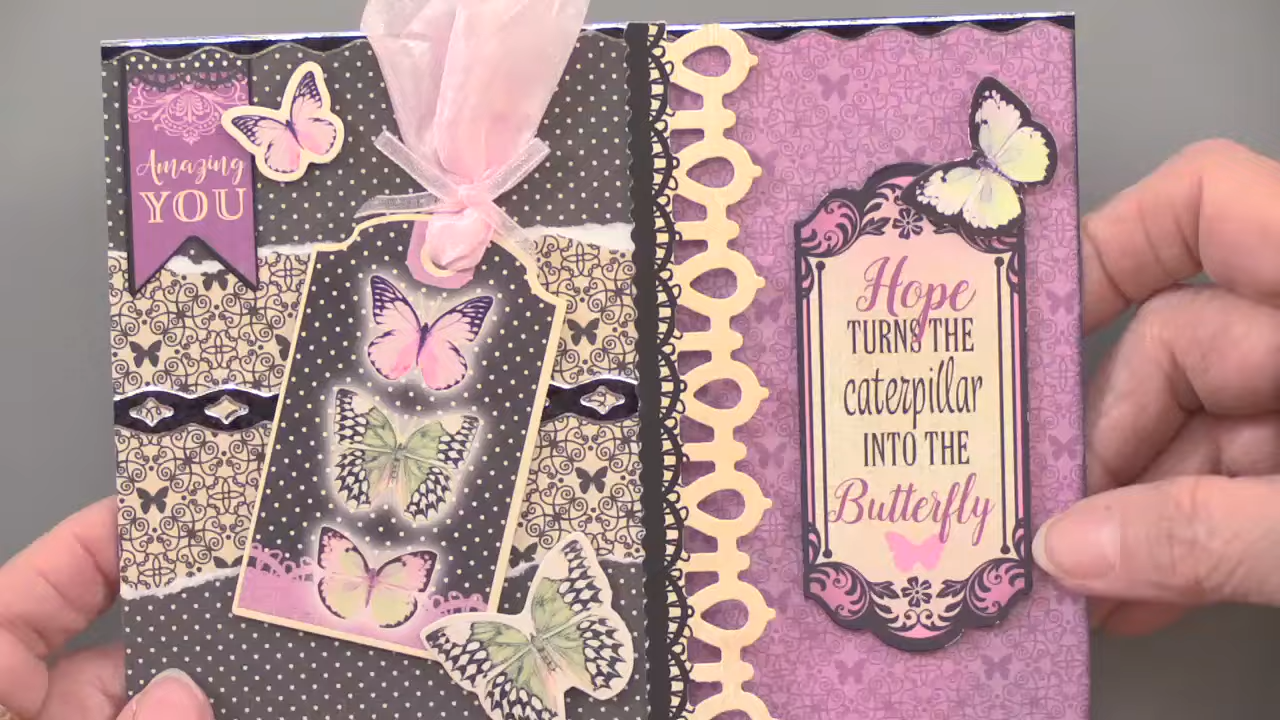 Amazing
YOU
Hope
TURNS THE
caterpillar
INTO THE
Butterfly